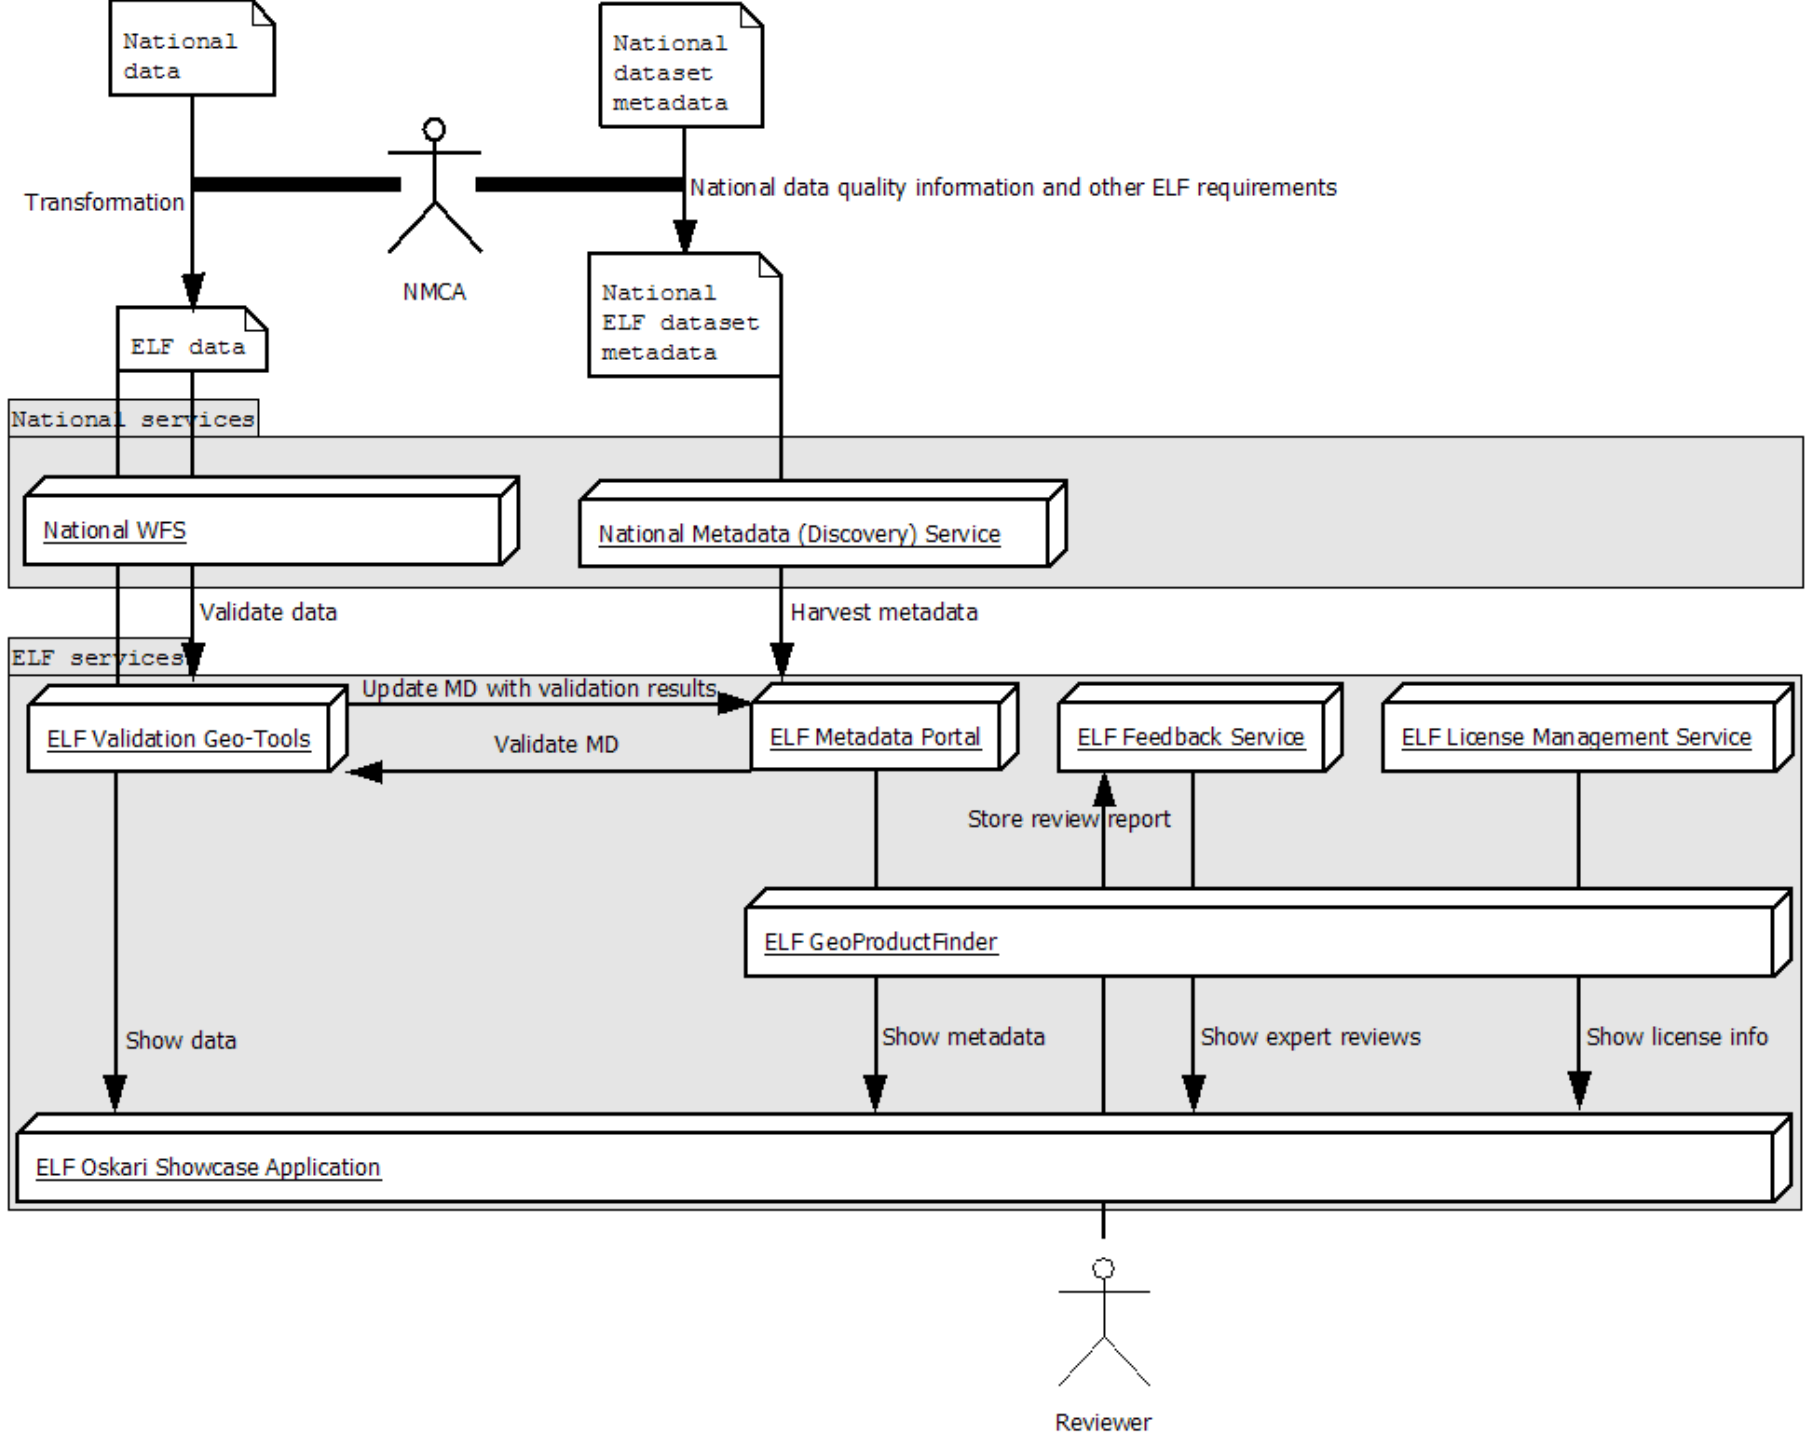 National
data
National
dataset
metadata
Transformation
National data quality information and other ELF requirements
NMCA
National
ELF dataset
metadata
ELF data
National services
National WFS
National Metadata (Discovery) Service
Validate data
Harvest metadata
ELF services
Update MD with validation results
ELF Validation Geo-Tools
Validate MD
ELF Metadata Portal
ELF Feedback Service
ELF License Management Service
Store review report
ELF GeoProductFinder
Show data
Show metadata
Show expert reviews
Show license info
ELF Oskari Showcase Application
Reviewer